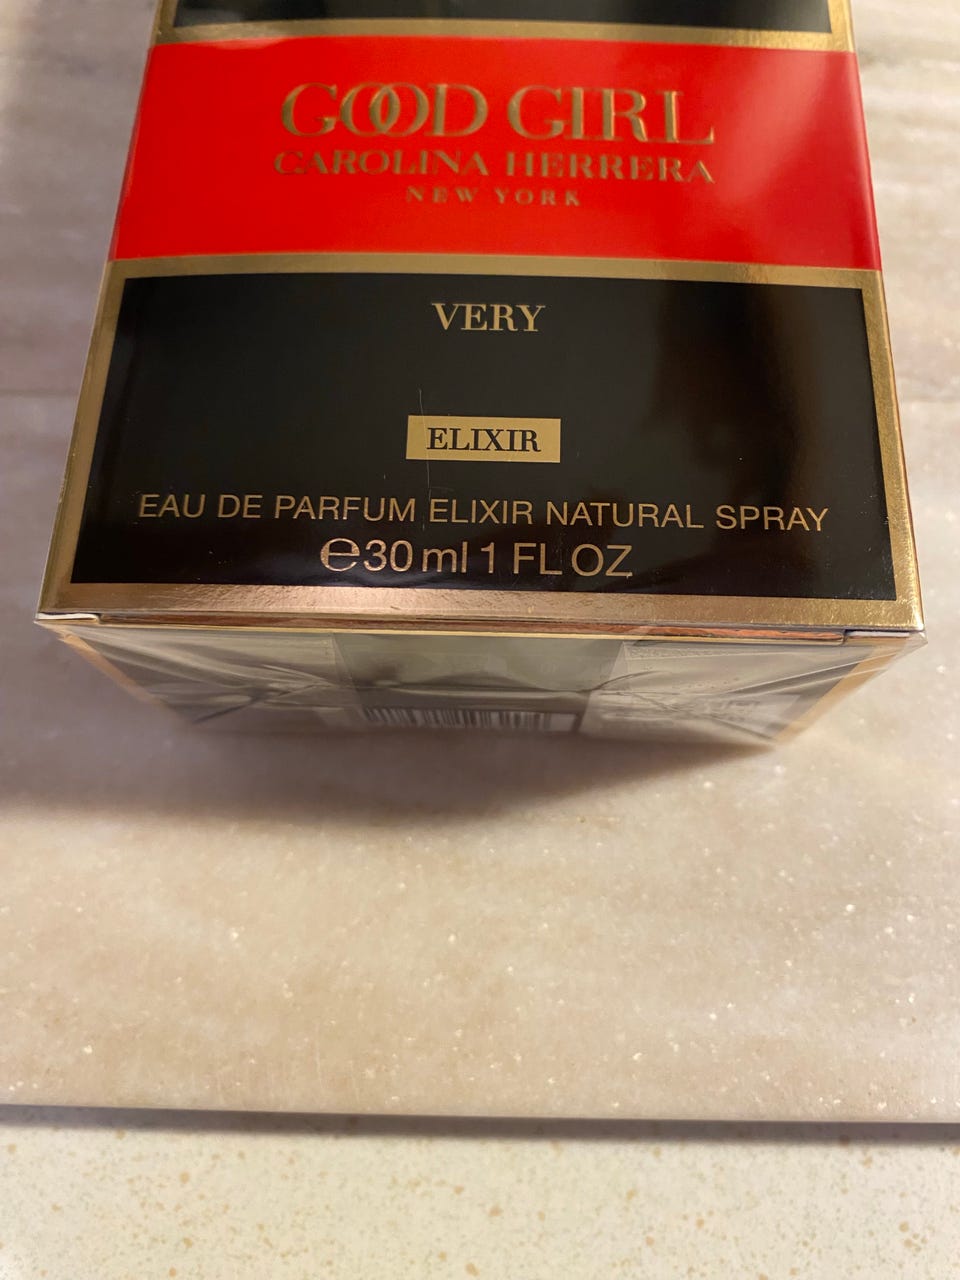 GOOD GIRL
CAROLINA HERRERA
NEW YORK
VERY
ELIXIR
EAU DE PARFUM ELIXIR NATURAL SPRAY
℮30 ml 1 FL OZ